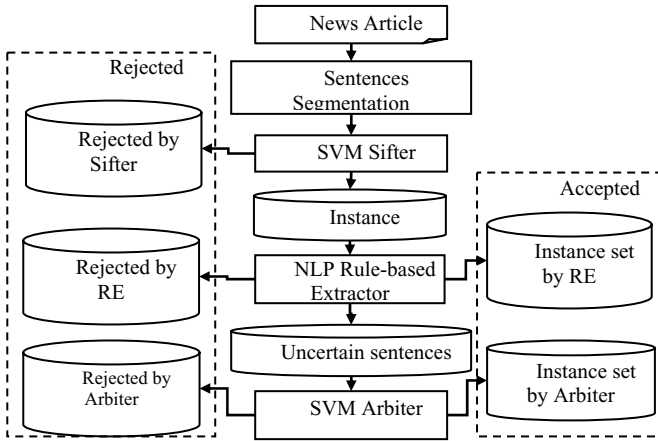 News Article
Rejected
Sentences
Segmentation
Rejected by
Sifter
SVM Sifter
Accepted
Instance
Instance set
by RE
Rejected by
RE
NLP Rule-based
Extractor
Uncertain sentences
Rejected by
Arbiter
Instance set
by Arbiter
SVM Arbiter